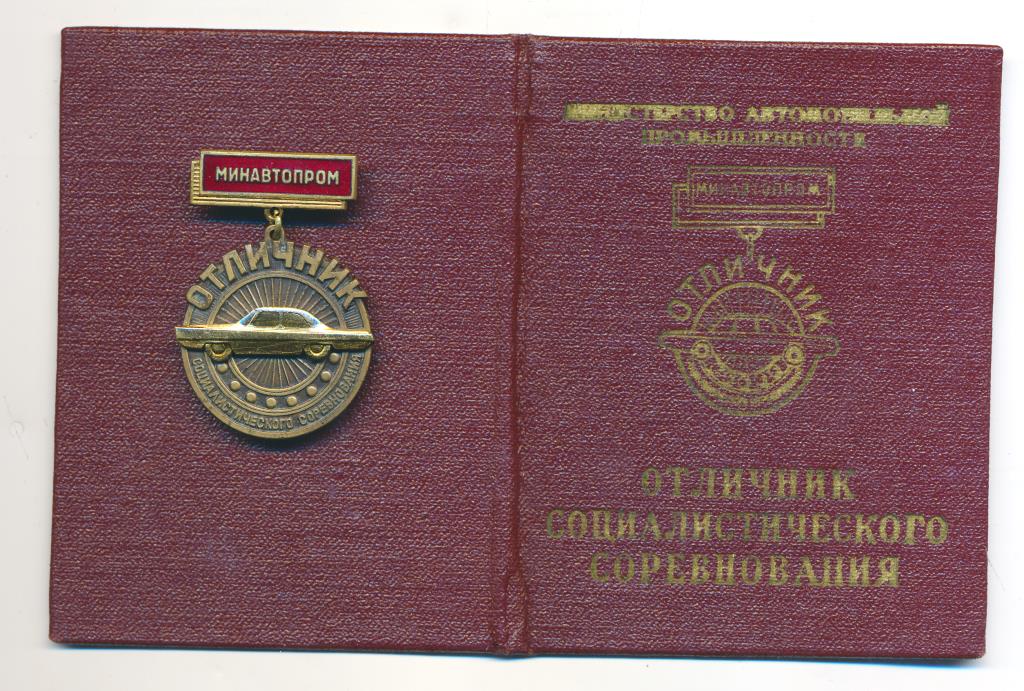 МИНАВТОПРОМ
ОТЛИЧНИК
СОЦИАЛИСТИЧЕСКОГО СОРЕВНОВАНИЯ
МИНИСТЕРСТВО АВТОМОБИЛЬНОЙ
ПРОМЫШЛЕННОСТИ
МИНАВТОПРОМ
ОТЛИЧНИК
ОТЛИЧНИК
СОЦИАЛИСТИЧЕСКОГО
СОРЕВНОВАНИЯ